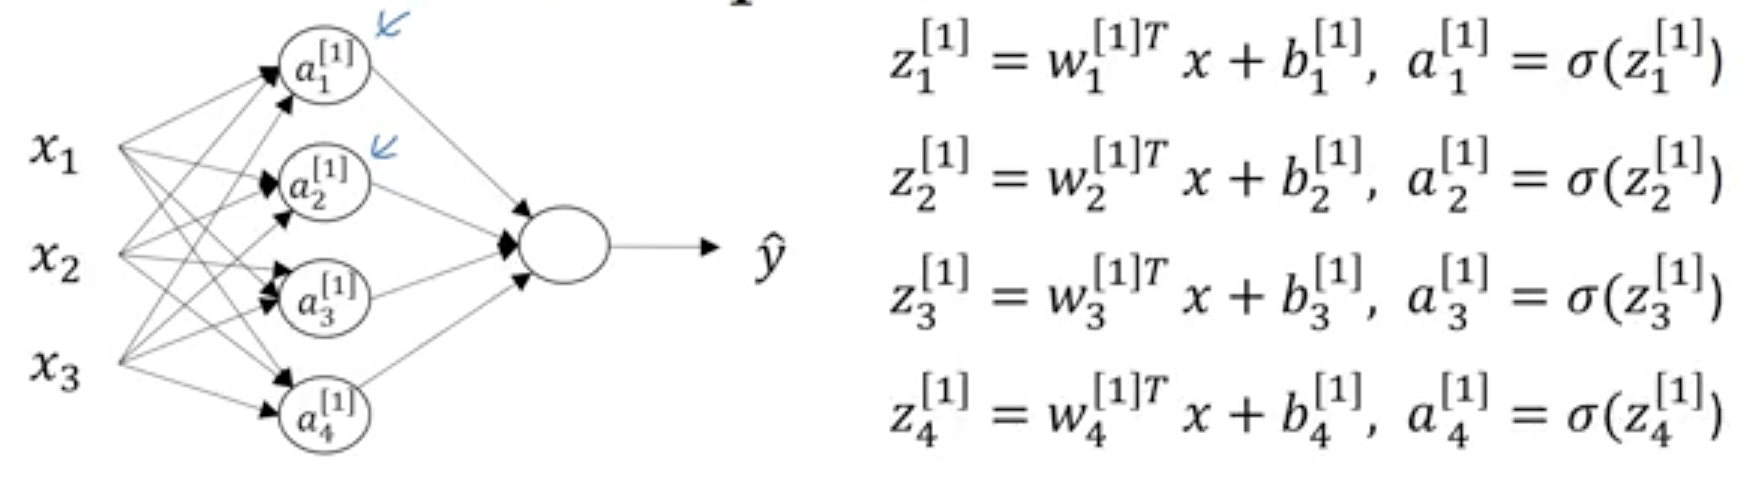 x₁
x₂
x₃
a₁^[1]
a₂^[1]
a₃^[1]
a₄^[1]
ŷ
z₁^[1] = w₁^[1]T x + b₁^[1], a₁^[1] = σ(z₁^[1])
z₂^[1] = w₂^[1]T x + b₂^[1], a₂^[1] = σ(z₂^[1])
z₃^[1] = w₃^[1]T x + b₃^[1], a₃^[1] = σ(z₃^[1])
z₄^[1] = w₄^[1]T x + b₄^[1], a₄^[1] = σ(z₄^[1])